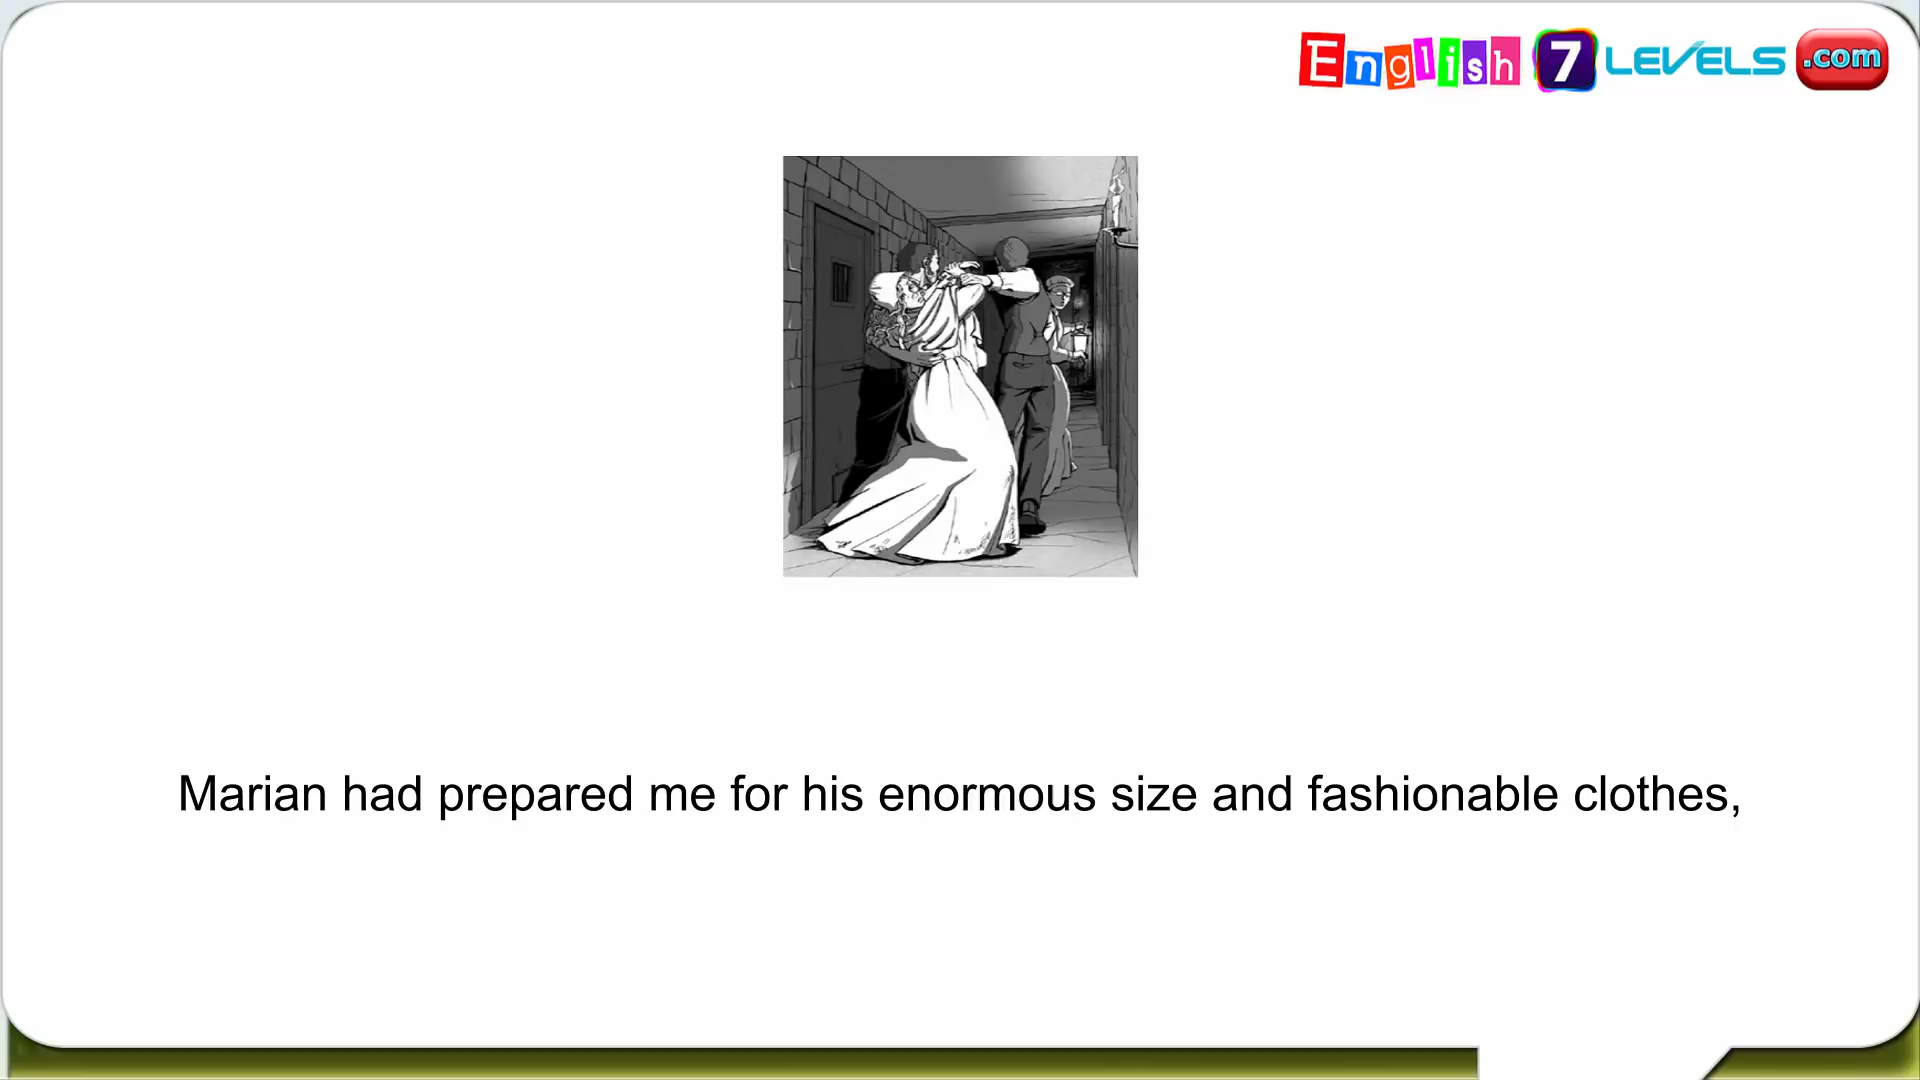 English 7 LEVELS .com
Marian had prepared me for his enormous size and fashionable clothes,